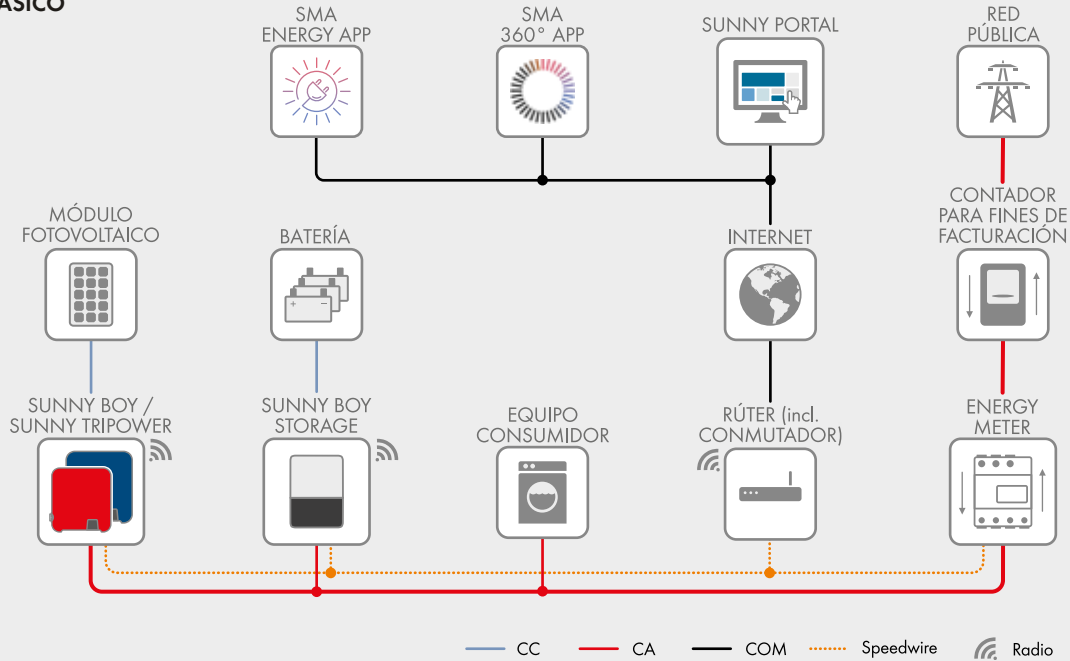 ÁSICO
SMA
ENERGY APP
SMA
360° APP
SUNNY PORTAL
RED
PÚBLICA
MÓDULO
FOTOVOLTAICO
BATERÍA
INTERNET
CONTADOR
PARA FINES DE
FACTURACIÓN
SUNNY BOY /
SUNNY TRIPOWER
SUNNY BOY
STORAGE
EQUIPO
CONSUMIDOR
RÚTER (incl.
CONMUTADOR)
ENERGY
METER
CC
CA
COM
Speedwire
Radio